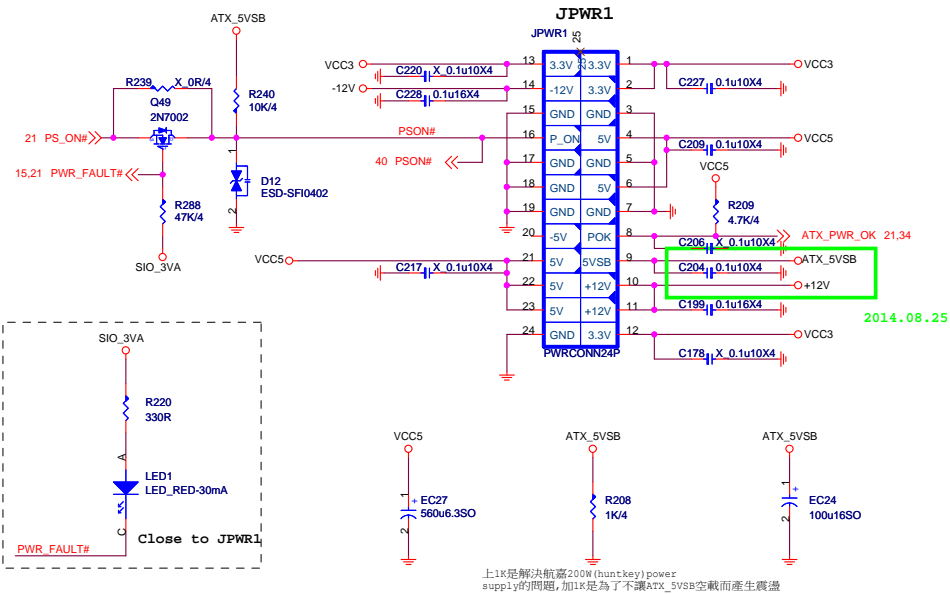 JPWR1
ATX_5VSB
JPWR1
25
25
VCC3
13
3.3V
3.3V
1
VCC3
C220
X_0.1u10X4
R239
X_0R/4
-12V
14
-12V
3.3V
2
C227
0.1u10X4
C228
0.1u16X4
R240
10K/4
Q49
2N7002
15
GND
GND
3
21 PS_ON#
PSON#
16
P_ON
5V
4
VCC5
C209
0.1u10X4
40 PSON#
17
GND
GND
5
VCC5
15,21 PWR_FAULT#
1
D12
ESD-SFI0402
2
18
GND
5V
6
R288
47K/4
R209
4.7K/4
19
GND
GND
7
20
-5V
POK
8
ATX_PWR_OK 21,34
C206
X_0.1u10X4
SIO_3VA
VCC5
21
5V
5VSB
9
ATX_5VSB
C217
X_0.1u10X4
C204
0.1u10X4
22
5V
+12V
10
+12V
23
5V
+12V
11
C199
0.1u16X4
2014.08.25
24
GND
3.3V
12
VCC3
PWRCONN24P
C178
X_0.1u10X4
SIO_3VA
R220
330R
A
LED1
LED_RED-30mA
C
Close to JPWR1
PWR_FAULT#
VCC5
1
+
EC27
560u6.3SO
2
ATX_5VSB
R208
1K/4
ATX_5VSB
1
+
EC24
100u16SO
2
上1K是解決航嘉200W(huntkey)power
supply的問題,加1K是為了不讓ATX_5VSB空載而產生震盪